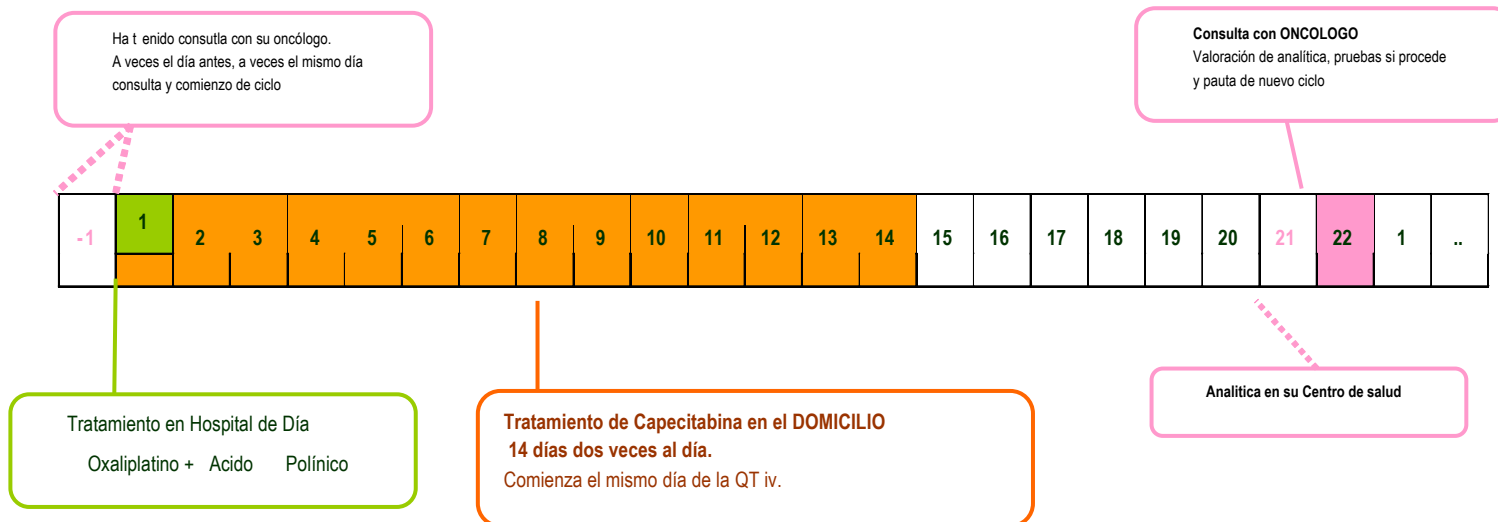 Ha t enido consutla con su oncólogo.
A veces el día antes, a veces el mismo día
consulta y comienzo de ciclo
Consulta con ONCOLOGO
Valoración de analítica, pruebas si procede
y pauta de nuevo ciclo
-1 1 2 3 4 5 6 7 8 9 10 11 12 13 14 15 16 17 18 19 20 21 22 1 ..
Tratamiento en Hospital de Día
Oxaliplatino + Acido Polínico
Tratamiento de Capecitabina en el DOMICILIO
14 días dos veces al día.
Comienza el mismo día de la QT iv.
Analitica en su Centro de salud